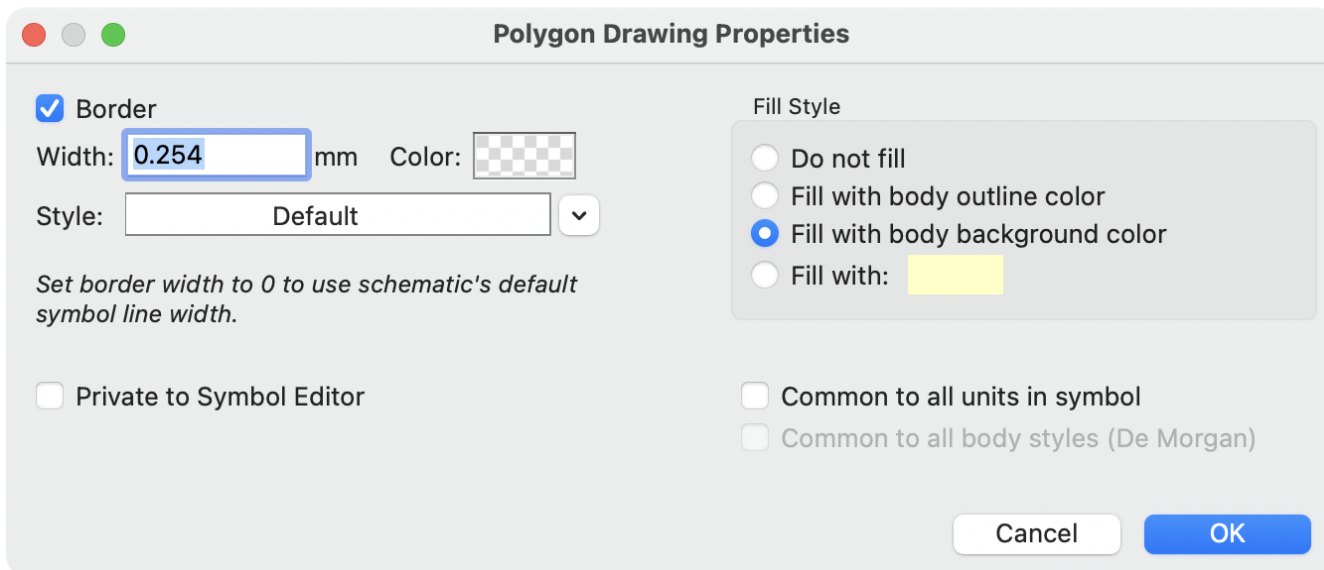 Polygon Drawing Properties
Border
Width: 0.254 mm Color:
Style: Default
Set border width to 0 to use schematic's default
symbol line width.
Private to Symbol Editor
Fill Style
Do not fill
Fill with body outline color
Fill with body background color
Fill with:
Common to all units in symbol
Common to all body styles (De Morgan)
Cancel OK